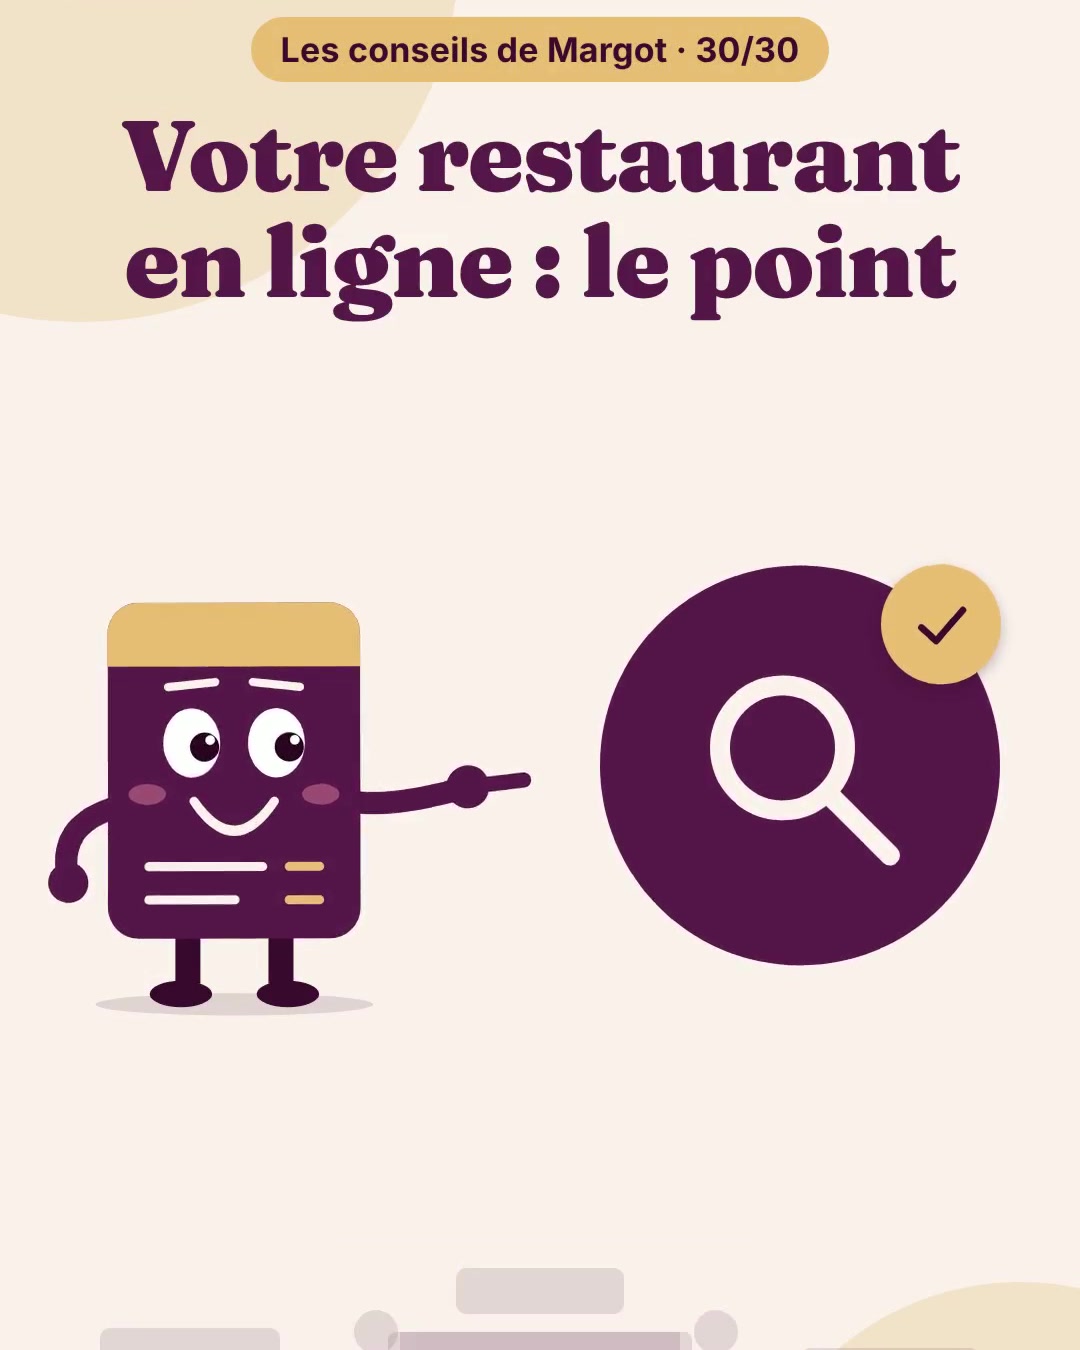 Les conseils de Margot · 30/30
Votre restaurant
en ligne : le point